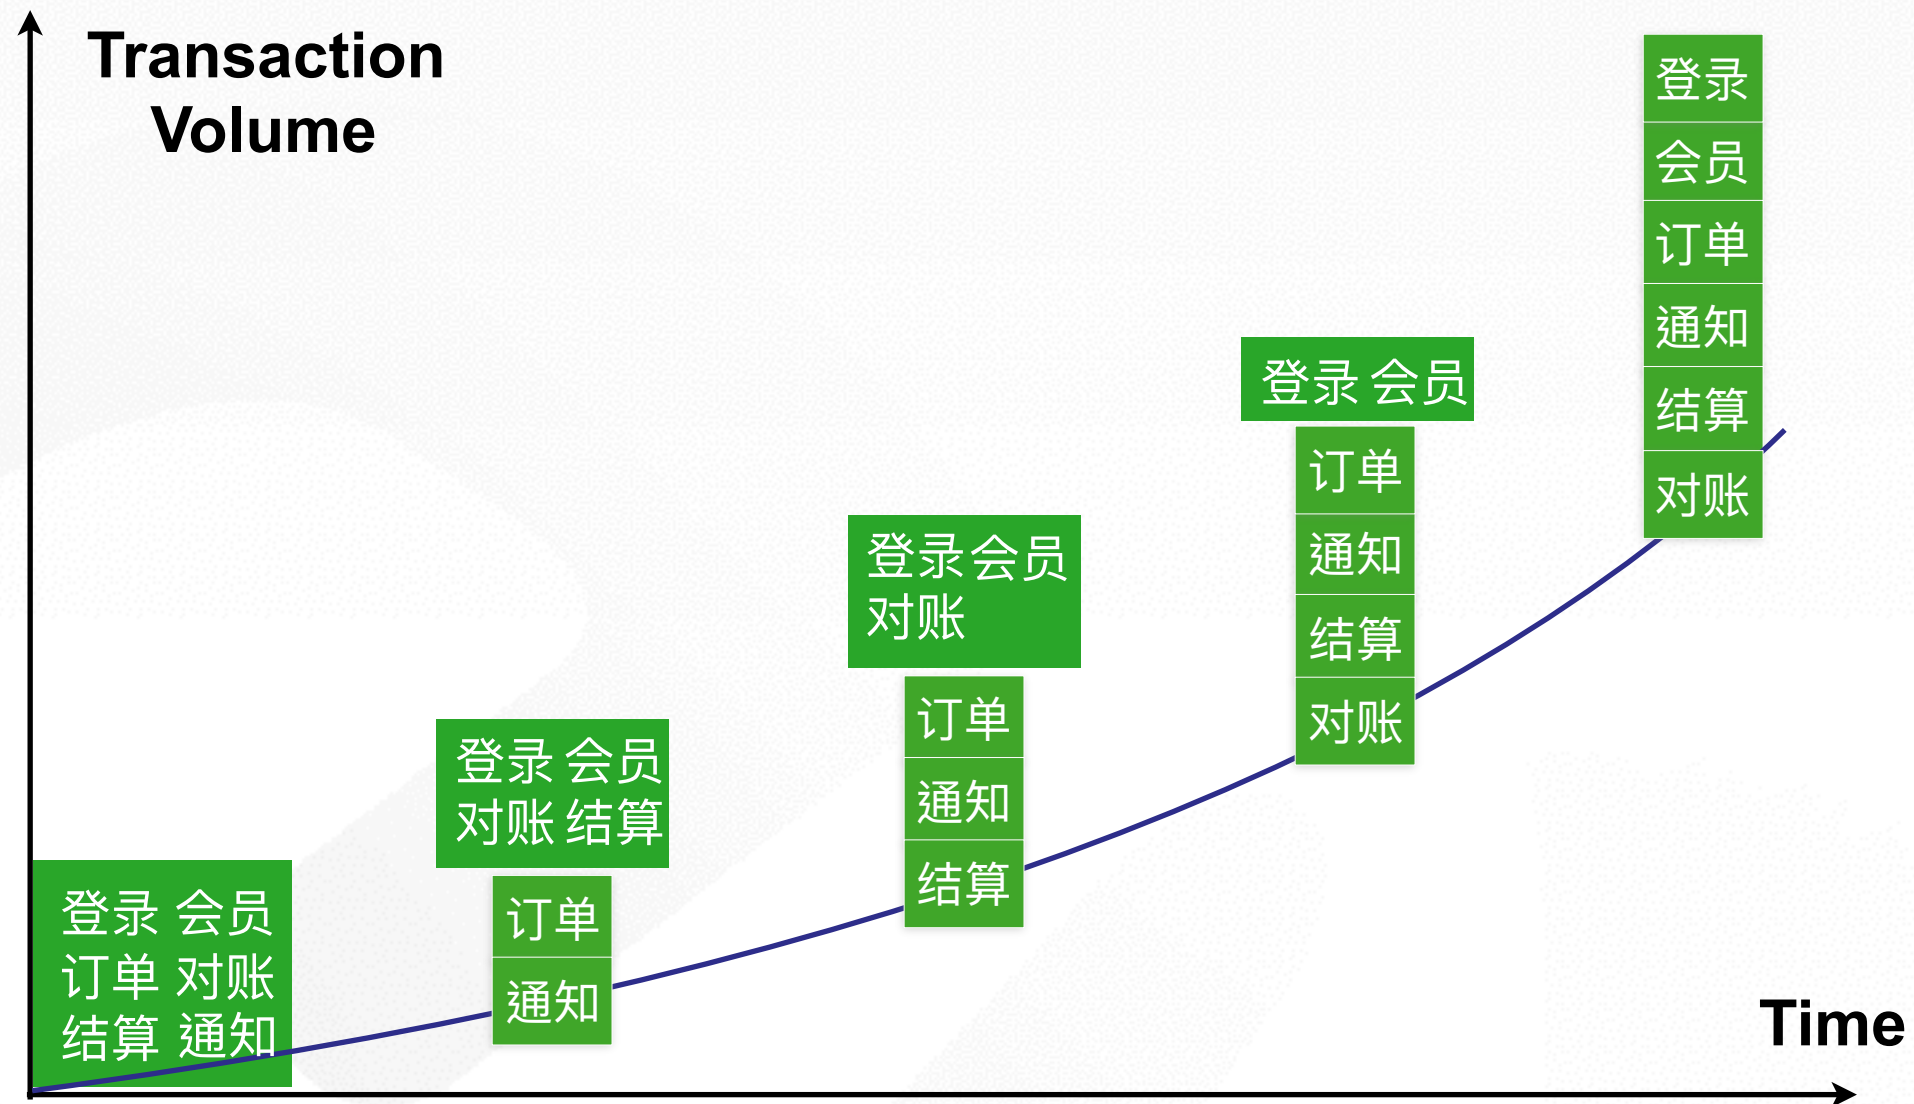 Transaction
Volume
登录 会员
订单 对账
结算 通知
登录 会员
对账 结算
订单
通知
登录会员
对账
订单
通知
结算
登录 会员
订单
通知
结算
对账
登录
会员
订单
通知
结算
对账
Time